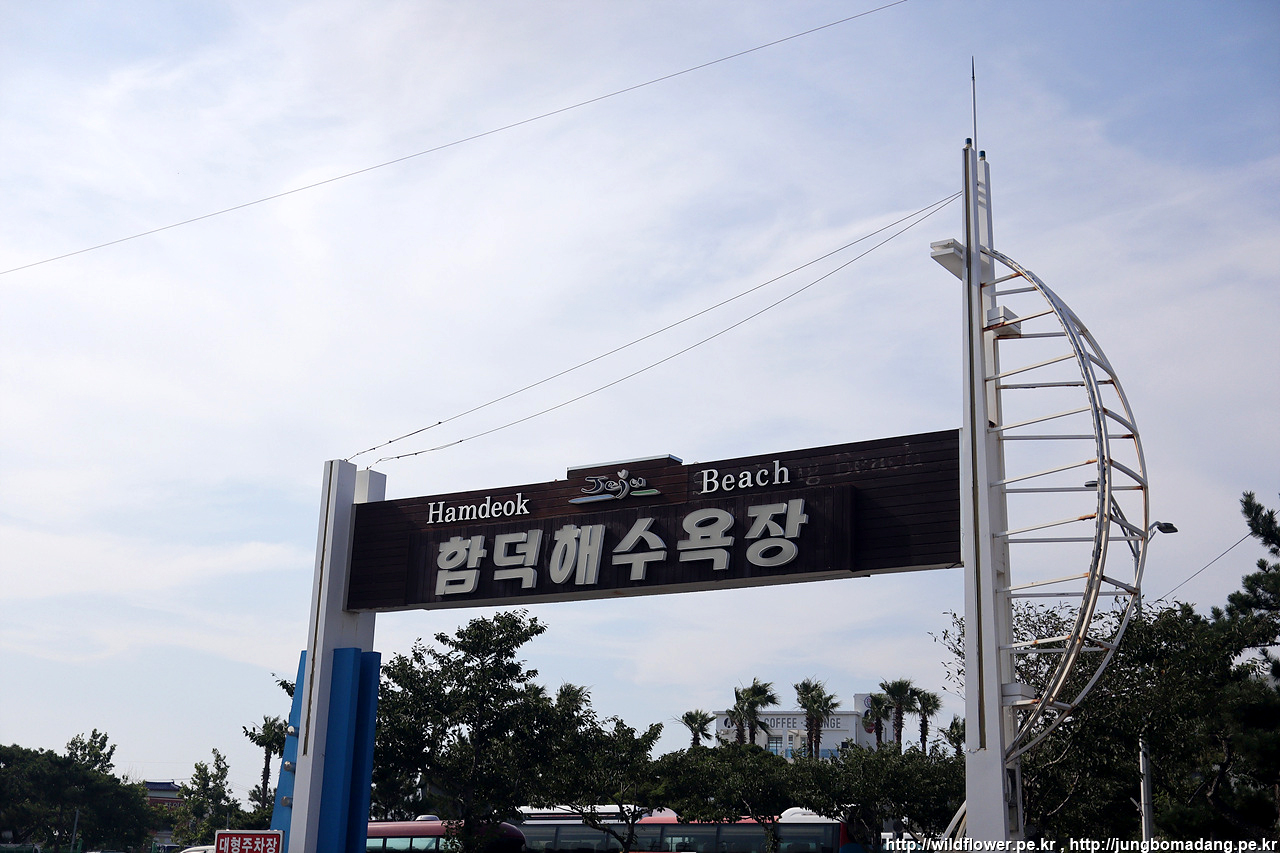 Hamdeok Jeju Beach
함덕해수욕장
COFFEE
대형주차장
http://wildflower.pe.kr , http://jungbomadang.pe.kr